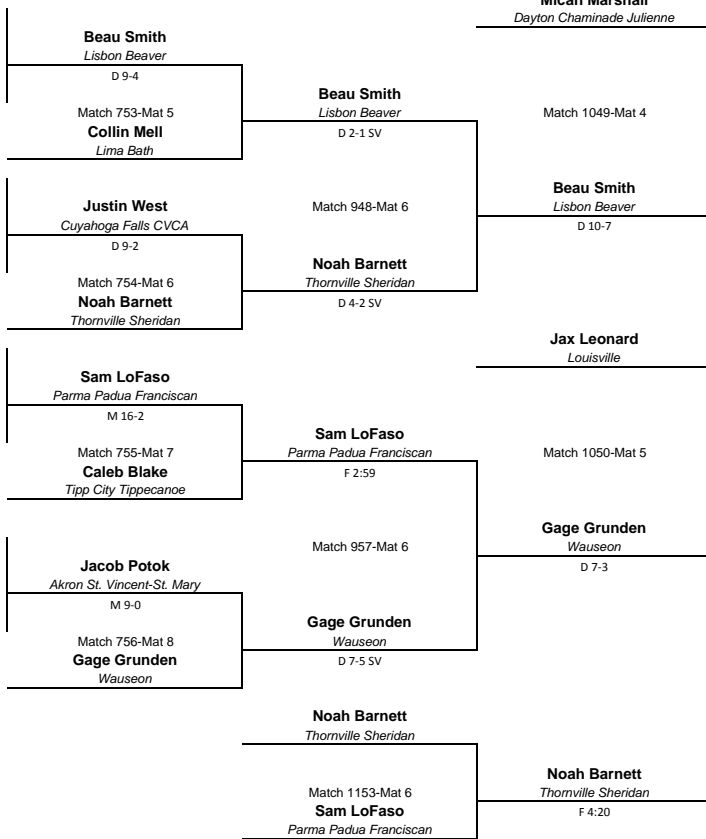 Micah Marshall
Dayton Chaminade Julienne
Beau Smith
Lisbon Beaver
D 9-4
Match 753-Mat 5
Collin Mell
Lima Bath
Beau Smith
Lisbon Beaver
D 2-1 SV
Match 1049-Mat 4
Justin West
Cuyahoga Falls CVCA
D 9-2
Match 948-Mat 6
Beau Smith
Lisbon Beaver
D 10-7
Match 754-Mat 6
Noah Barnett
Thornville Sheridan
Noah Barnett
Thornville Sheridan
D 4-2 SV
Jax Leonard
Louisville
Sam LoFaso
Parma Padua Franciscan
M 16-2
Match 755-Mat 7
Caleb Blake
Tipp City Tippecanoe
Sam LoFaso
Parma Padua Franciscan
F 2:59
Match 1050-Mat 5
Jacob Potok
Akron St. Vincent-St. Mary
M 9-0
Match 957-Mat 6
Gage Grunden
Wauseon
D 7-3
Match 756-Mat 8
Gage Grunden
Wauseon
Gage Grunden
Wauseon
D 7-5 SV
Noah Barnett
Thornville Sheridan
Match 1153-Mat 6
Sam LoFaso
Parma Padua Franciscan
Noah Barnett
Thornville Sheridan
F 4:20